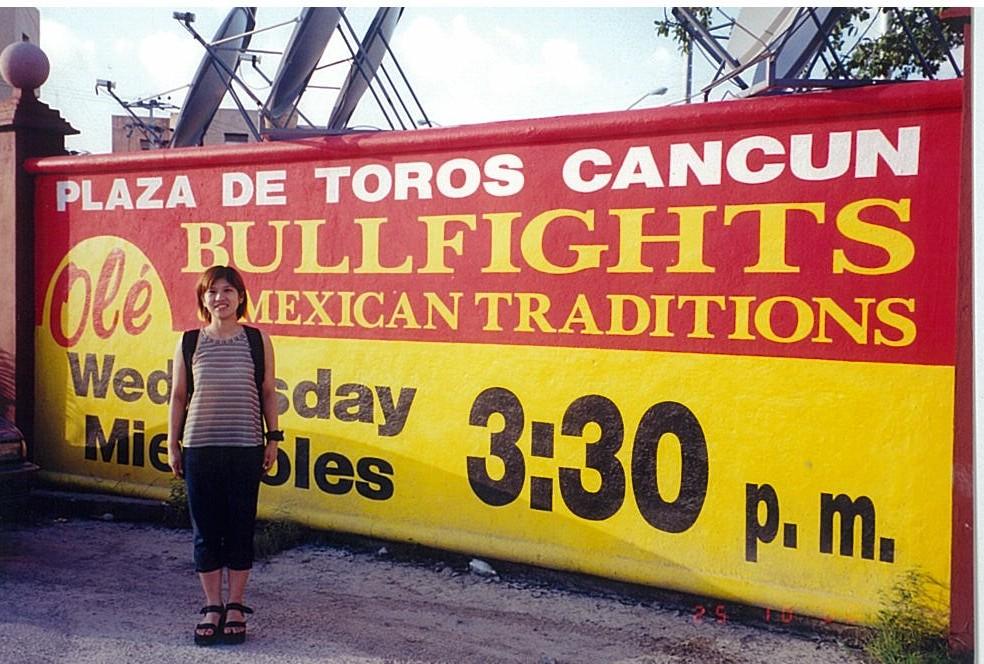 PLAZA DE TOROS CANCUN
BULLFIGHTS
Olé
MEXICAN TRADITIONS
Wed sday
Mie oles
3:30 p. m.
25 10